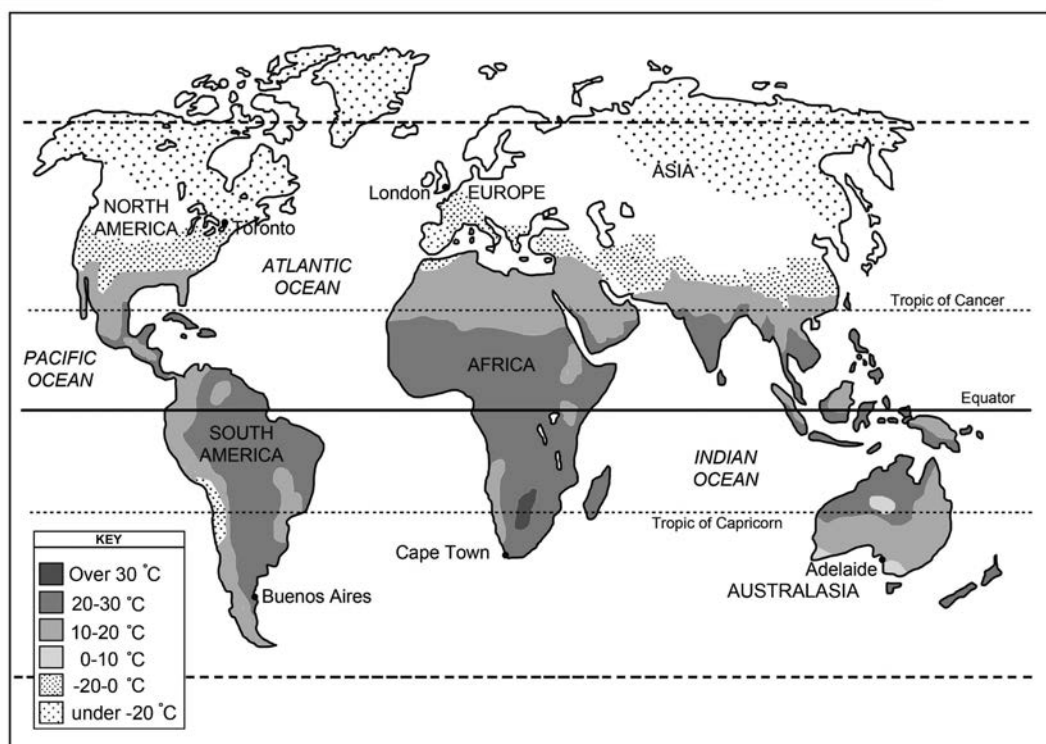 ASIA
London
EUROPE
NORTH
AMERICA
Toronto
ATLANTIC
OCEAN
Tropic of Cancer
PACIFIC
OCEAN
AFRICA
Equator
SOUTH
AMERICA
INDIAN
OCEAN
Tropic of Capricorn
KEY
Over 30 °C
20-30 °C
10-20 °C
0-10 °C
-20-0 °C
under -20 °C
Cape Town
Adelaide
AUSTRALASIA
Buenos Aires